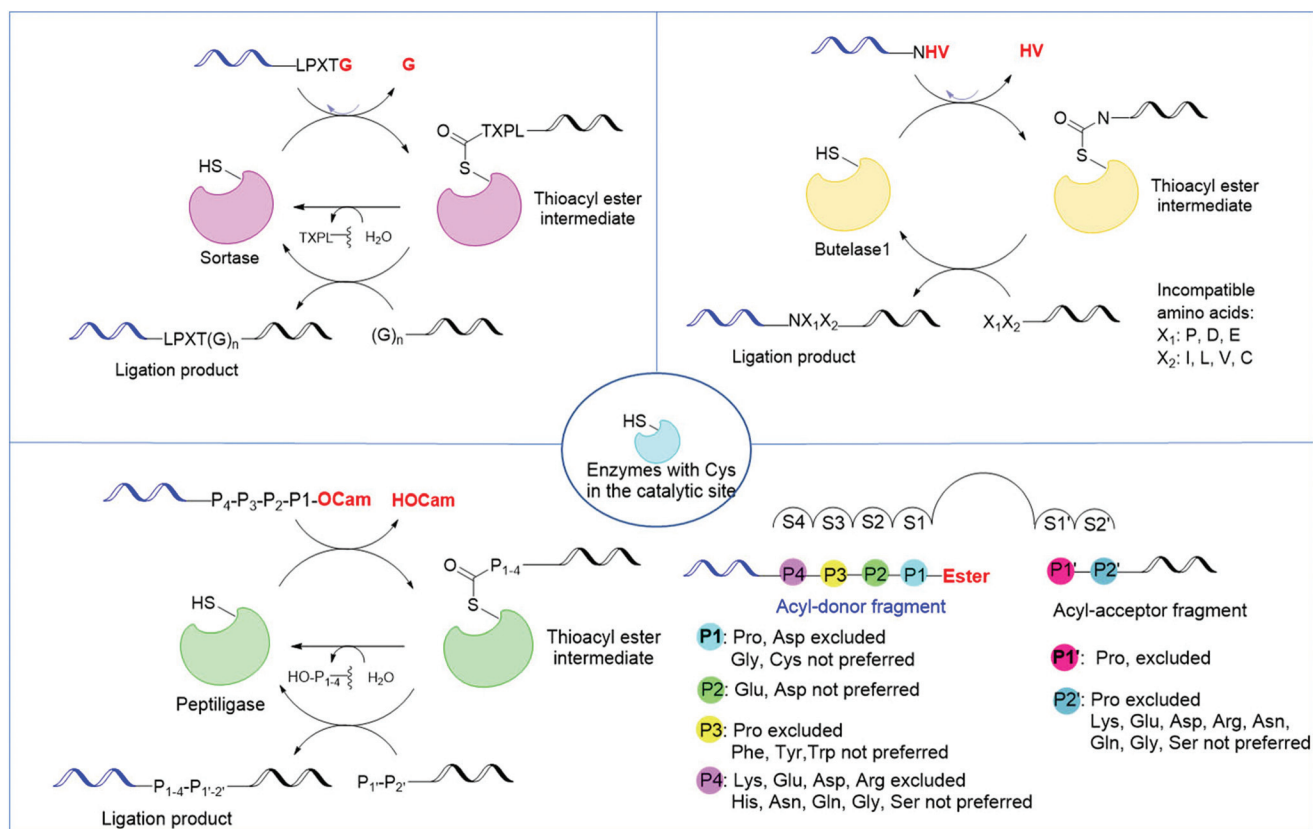 LPXTG
G
HS
O
TXPL
S
Sortase
Thioacyl ester
intermediate
TXPL
H₂O
LPXT(G)n
(G)n
Ligation product
NHV
HV
HS
O
N
S
Butelase1
Thioacyl ester
intermediate
NX₁X₂
X₁X₂
Ligation product
Incompatible
amino acids:
X₁: P, D, E
X₂: I, L, V, C
HS
Enzymes with Cys
in the catalytic site
P₄-P₃-P₂-P1-OCam
HOCam
HS
O
P₁₋₄
S
Peptiligase
Thioacyl ester
intermediate
HO-P₁₋₄
H₂O
P₁₋₄-P₁'₋₂'
P₁'-P₂'
Ligation product
S4 S3 S2 S1
S1' S2'
P4 P3 P2 P1 Ester
Acyl-donor fragment
P1' P2'
Acyl-acceptor fragment
P1: Pro, Asp excluded
Gly, Cys not preferred
P2: Glu, Asp not preferred
P3: Pro excluded
Phe, Tyr,Trp not preferred
P4: Lys, Glu, Asp, Arg excluded
His, Asn, Gln, Gly, Ser not preferred
P1': Pro, excluded
P2': Pro excluded
Lys, Glu, Asp, Arg, Asn,
Gln, Gly, Ser not preferred